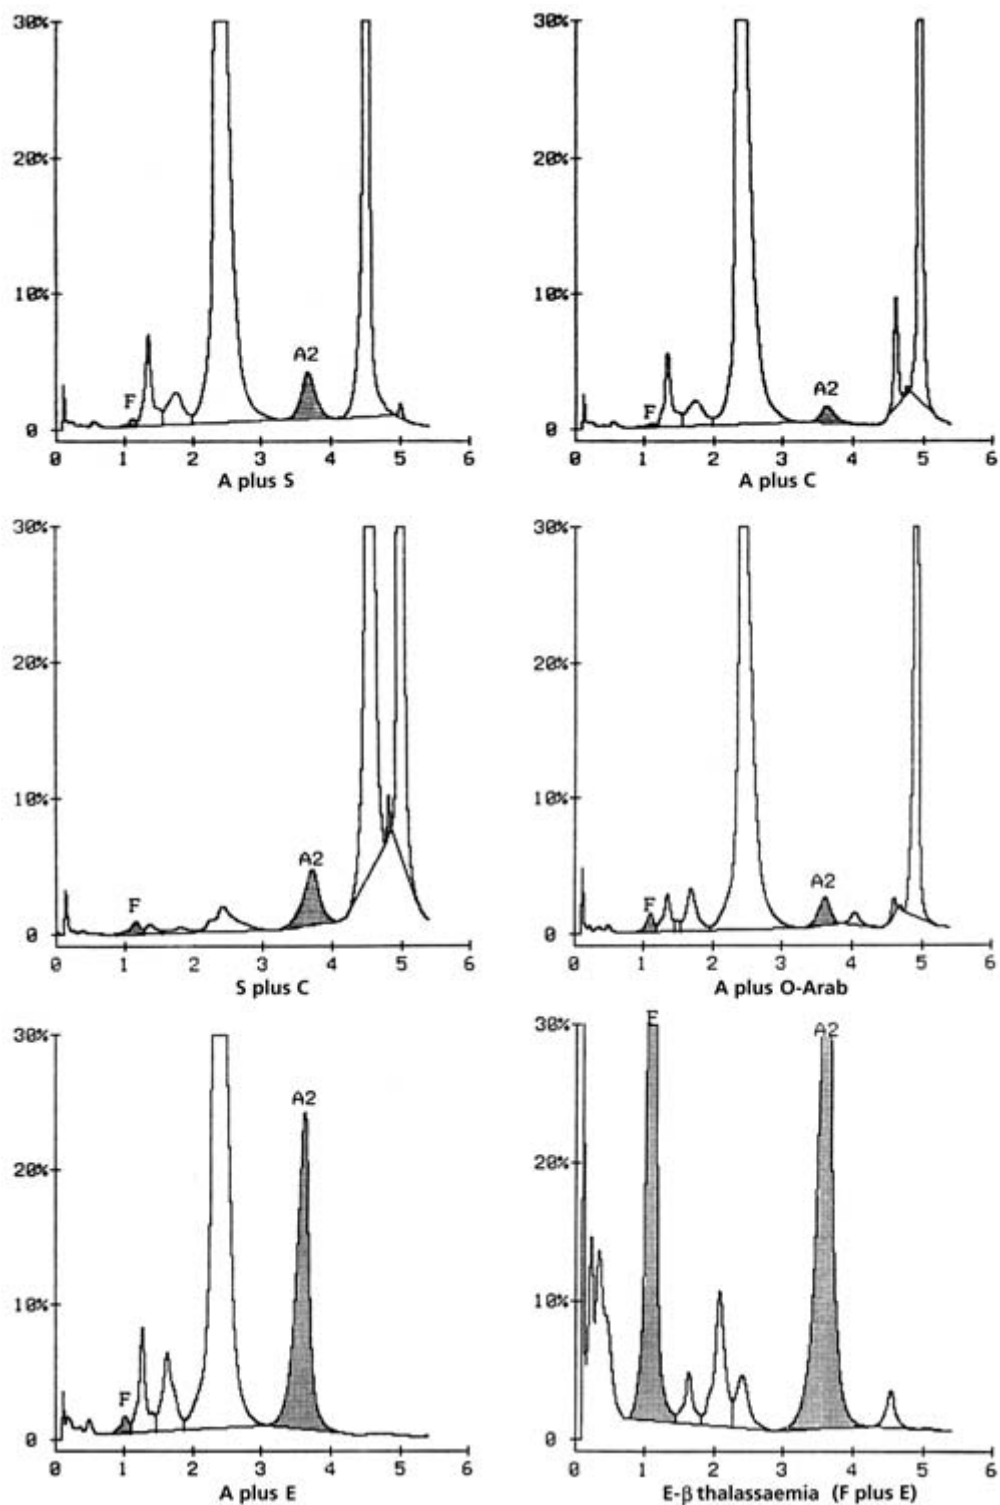 30%
30%
20%
20%
10%
10%
F
A2
F
A2
0
0
0 1 2 3 4 5 6
0 1 2 3 4 5 6
A plus S
A plus C
30%
30%
20%
20%
10%
10%
F
A2
F
A2
0
0
0 1 2 3 4 5 6
0 1 2 3 4 5 6
S plus C
A plus O-Arab
30%
30%
F
A2
A2
20%
20%
10%
10%
F
0
0
0 1 2 3 4 5 6
0 1 2 3 4 5 6
A plus E
E-β thalassaemia (F plus E)